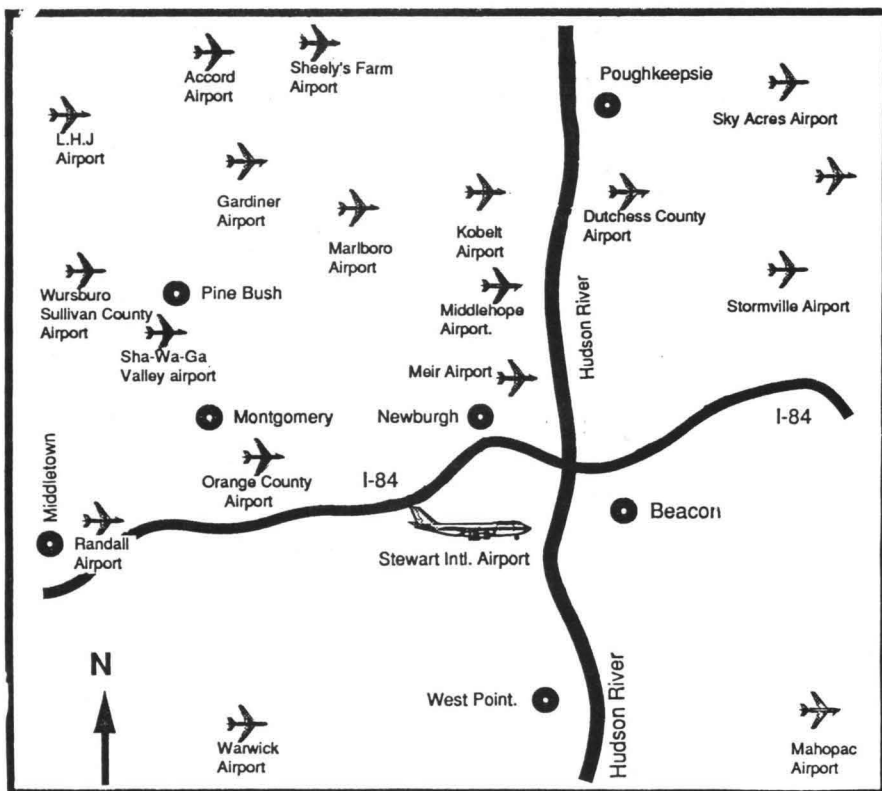 Accord
Airport
Sheely's Farm
Airport
Poughkeepsie
Sky Acres Airport
L.H.J
Airport
Gardiner
Airport
Marlboro
Airport
Kobelt
Airport
Dutchess County
Airport
Wursburo
Sullivan County
Airport
Pine Bush
Middlehope
Airport.
Hudson River
Stormville Airport
Sha-Wa-Ga
Valley airport
Meir Airport
Montgomery
Newburgh
I-84
Middletown
Orange County
Airport
I-84
Randall
Airport
Stewart Intl. Airport
Beacon
N
West Point.
Hudson River
Warwick
Airport
Mahopac
Airport